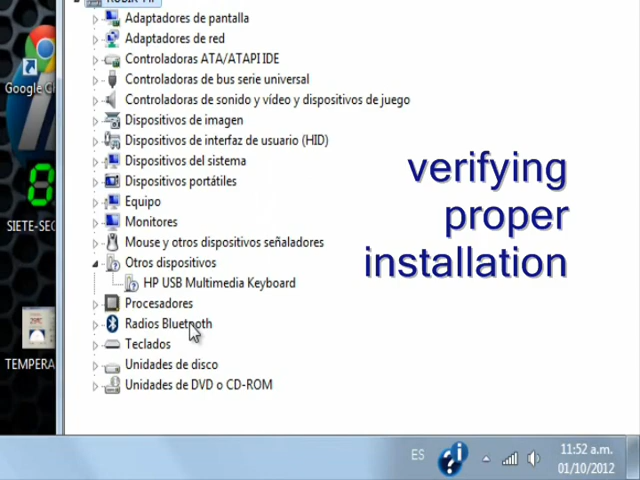 Adaptadores de pantalla
Adaptadores de red
Controladoras ATA/ATAPI IDE
Controladoras de bus serie universal
Controladoras de sonido y vídeo y dispositivos de juego
Dispositivos de imagen
Dispositivos de interfaz de usuario (HID)
Dispositivos del sistema
Dispositivos portátiles
Equipo
Monitores
Mouse y otros dispositivos señaladores
Otros dispositivos
HP USB Multimedia Keyboard
Procesadores
Radios Bluetooth
Teclados
Unidades de disco
Unidades de DVD o CD-ROM
verifying
proper
installation
Google
SIETE-SEC
TEMPERA
ES
11:52 a.m.
01/10/2012